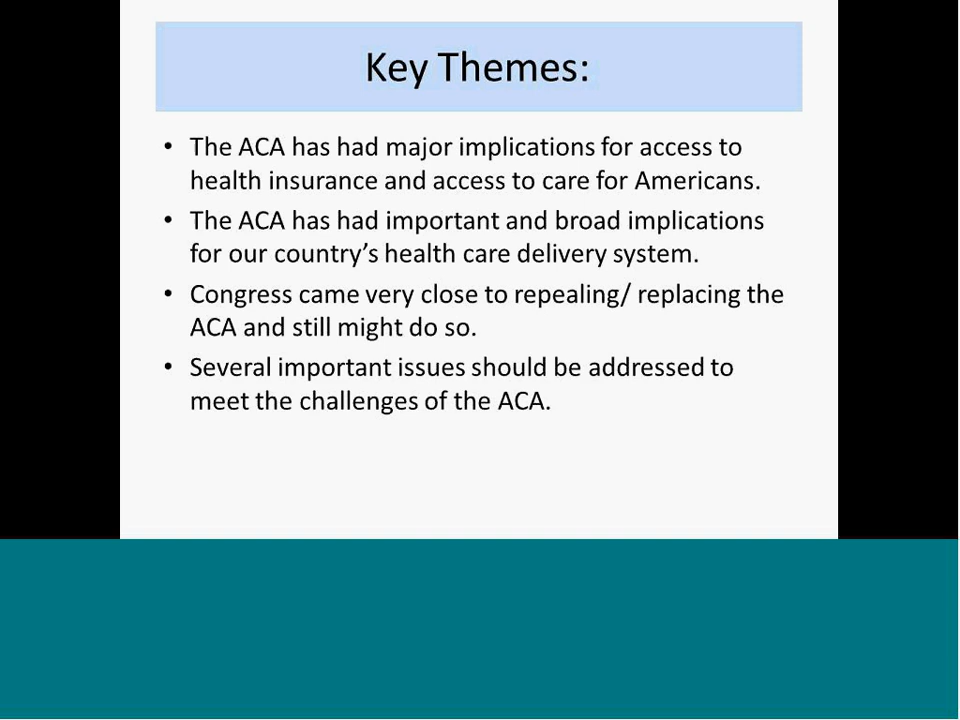 Key Themes:
• The ACA has had major implications for access to
health insurance and access to care for Americans.
• The ACA has had important and broad implications
for our country’s health care delivery system.
• Congress came very close to repealing/ replacing the
ACA and still might do so.
• Several important issues should be addressed to
meet the challenges of the ACA.